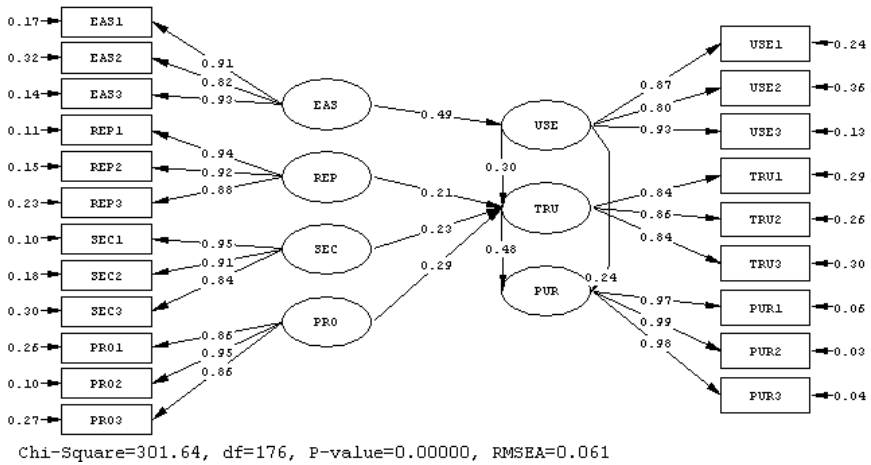 0.17 EAS1
0.32 EAS2
0.14 EAS3
0.11 REP1
0.15 REP2
0.23 REP3
0.10 SEC1
0.18 SEC2
0.30 SEC3
0.26 PRO1
0.10 PRO2
0.27 PRO3
0.91
0.82
0.93
0.94
0.92
0.88
0.95
0.91
0.84
0.86
0.95
0.86
EAS
REP
SEC
PRO
0.49
0.21
0.23
0.29
USE
0.30
TRU
0.48
PUR
0.24
0.87
0.80
0.93
0.84
0.86
0.84
0.97
0.99
0.98
USE1 0.24
USE2 0.36
USE3 0.13
TRU1 0.29
TRU2 0.26
TRU3 0.30
PUR1 0.06
PUR2 0.03
PUR3 0.04
Chi-Square=301.64, df=176, P-value=0.00000, RMSEA=0.061